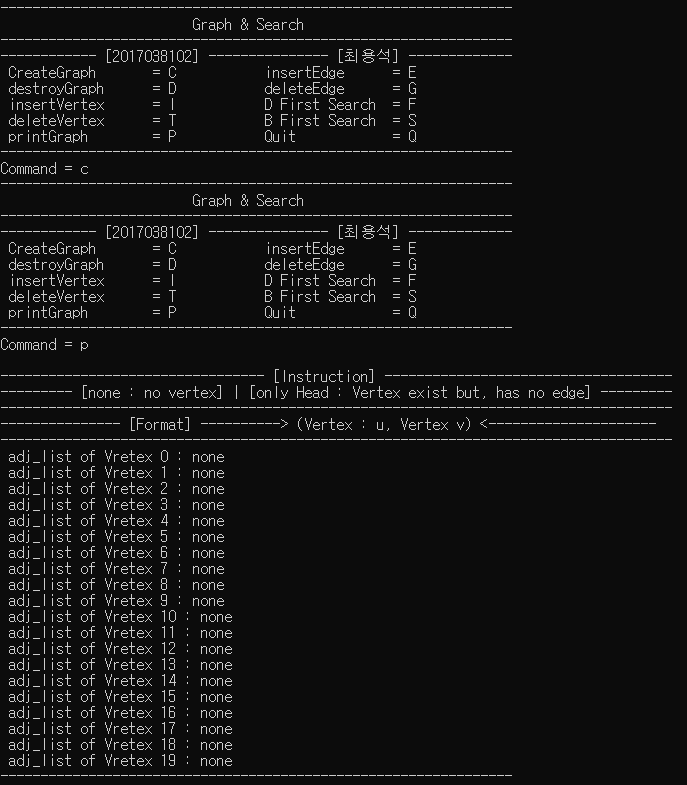 ----------------------------------------------------------------
                        Graph & Search
----------------------------------------------------------------
------------ [2017038102] --------------- [최용석] -------------
 CreateGraph       = C           insertEdge      = E
 destroyGraph      = D           deleteEdge      = G
 insertVertex      = I           D First Search  = F
 deleteVertex      = T           B First Search  = S
 printGraph        = P           Quit            = Q
----------------------------------------------------------------
Command = c
----------------------------------------------------------------
                        Graph & Search
----------------------------------------------------------------
------------ [2017038102] --------------- [최용석] -------------
 CreateGraph       = C           insertEdge      = E
 destroyGraph      = D           deleteEdge      = G
 insertVertex      = I           D First Search  = F
 deleteVertex      = T           B First Search  = S
 printGraph        = P           Quit            = Q
----------------------------------------------------------------
Command = p
--------------------------------- [Instruction] ------------------------------------
--------- [none : no vertex] | [only Head : Vertex exist but, has no edge] ---------
------------------------------------------------------------------------------------
--------------- [Format] ----------> (Vertex : u, Vertex v) <---------------------
------------------------------------------------------------------------------------
 adj_list of Vretex 0 : none
 adj_list of Vretex 1 : none
 adj_list of Vretex 2 : none
 adj_list of Vretex 3 : none
 adj_list of Vretex 4 : none
 adj_list of Vretex 5 : none
 adj_list of Vretex 6 : none
 adj_list of Vretex 7 : none
 adj_list of Vretex 8 : none
 adj_list of Vretex 9 : none
 adj_list of Vretex 10 : none
 adj_list of Vretex 11 : none
 adj_list of Vretex 12 : none
 adj_list of Vretex 13 : none
 adj_list of Vretex 14 : none
 adj_list of Vretex 15 : none
 adj_list of Vretex 16 : none
 adj_list of Vretex 17 : none
 adj_list of Vretex 18 : none
 adj_list of Vretex 19 : none
----------------------------------------------------------------